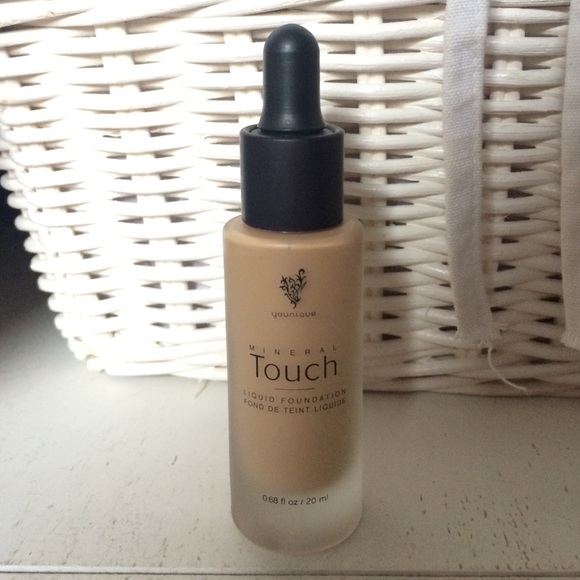 younique
MINERAL
Touch
LIQUID FOUNDATION
FOND DE TEINT LIQUIDE
0.68 fl oz / 20 ml